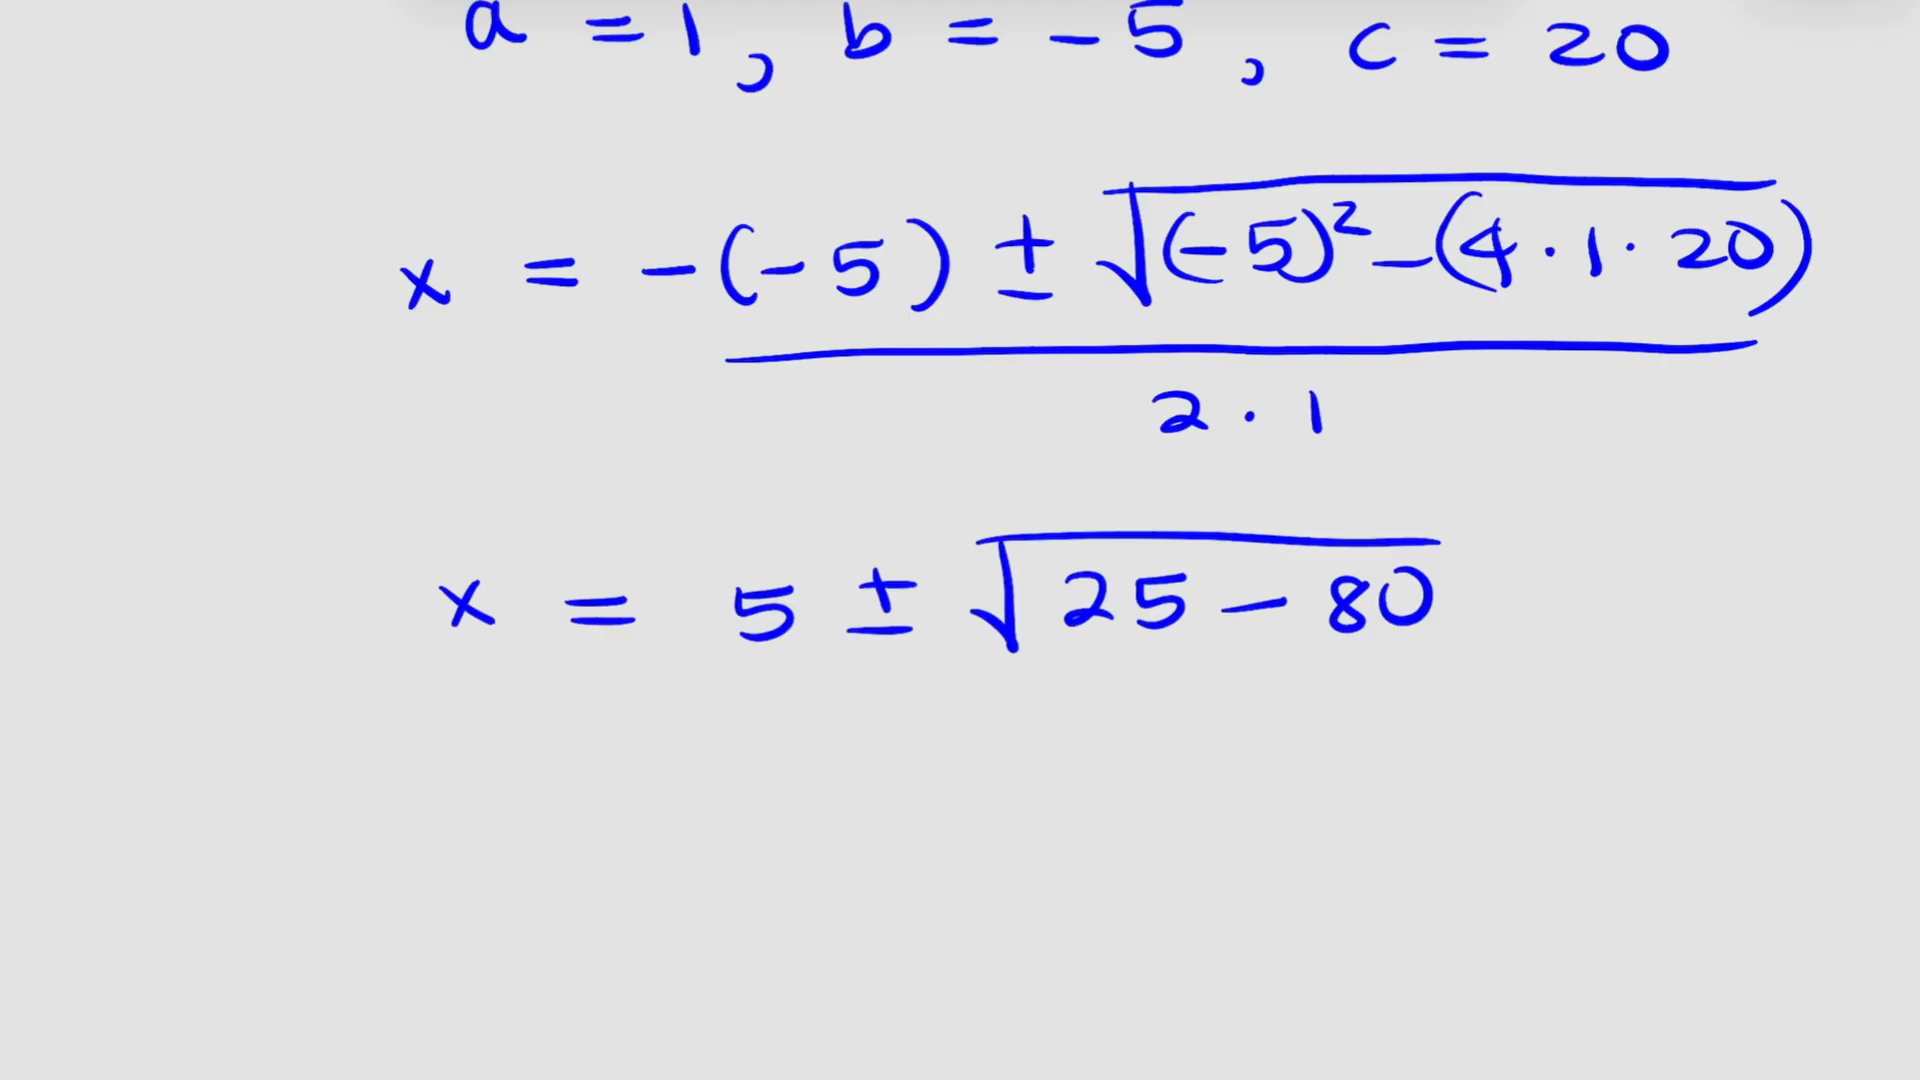 a = 1, b = -5, c = 20
x = -(-5) ± √(-5)² - (4 · 1 · 20)
2 · 1
x = 5 ± √25 - 80